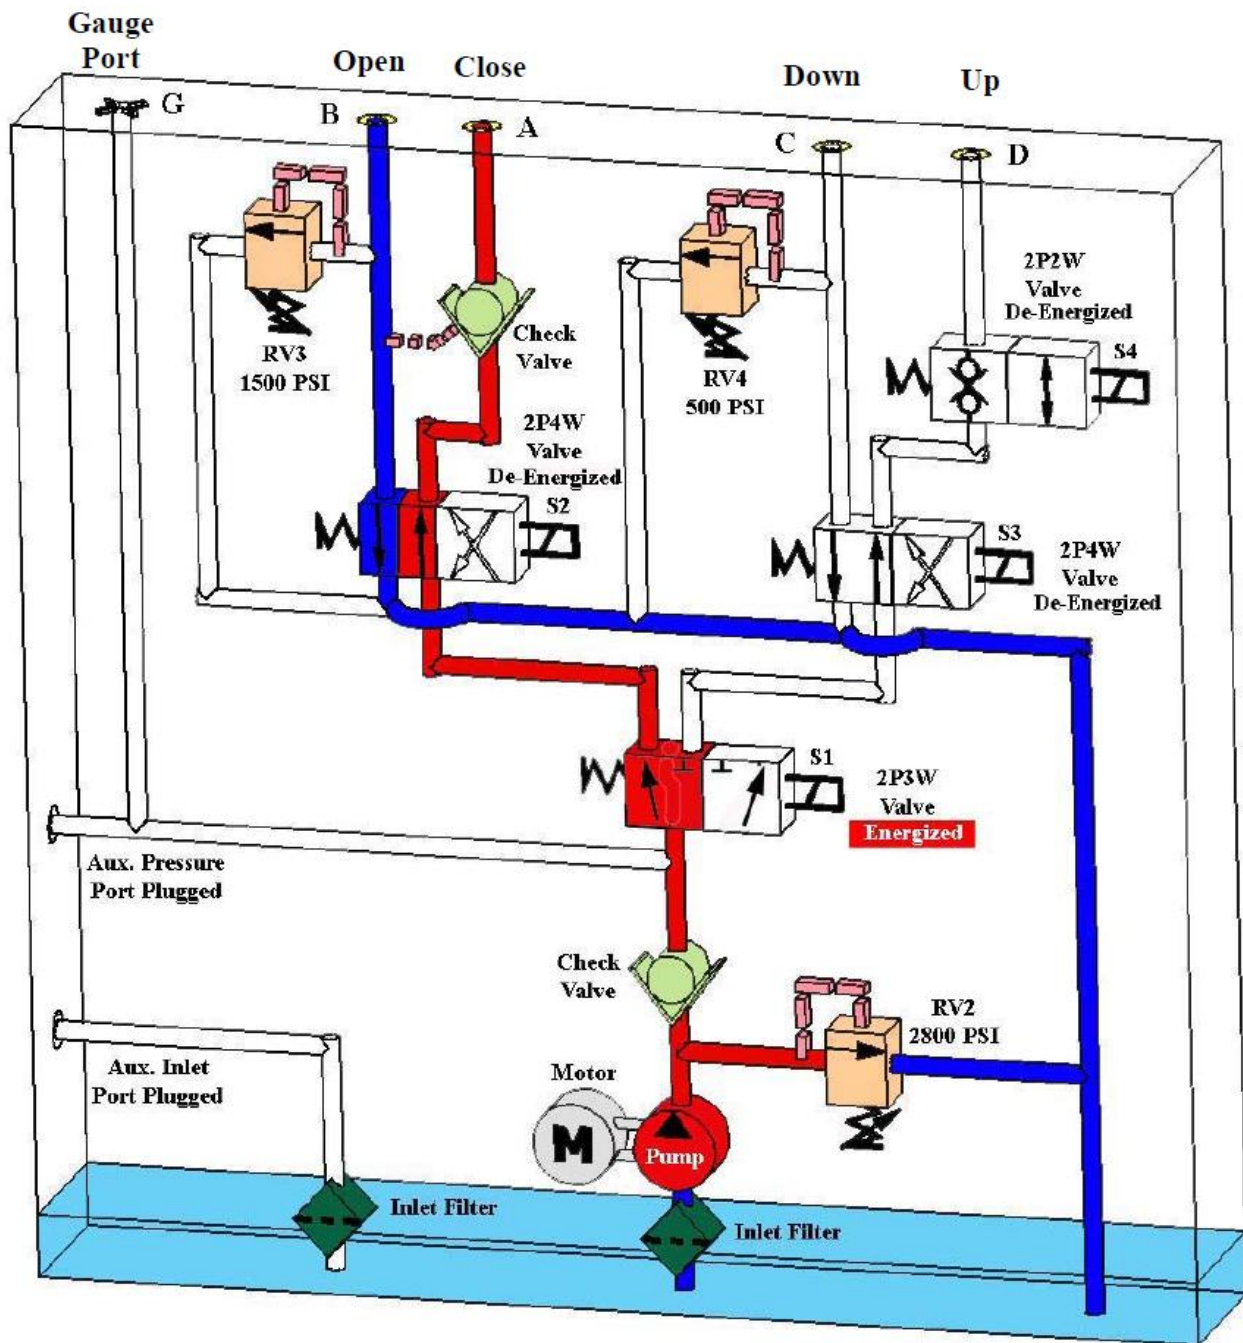 Gauge
Port
Open
Close
Down
Up
G
B
A
C
D
RV3
1500 PSI
Check
Valve
RV4
500 PSI
2P2W
Valve
De-Energized
S4
2P4W
Valve
De-Energized
S2
S3
2P4W
Valve
De-Energized
S1
2P3W
Valve
Energized
Aux. Pressure
Port Plugged
Check
Valve
RV2
2800 PSI
Aux. Inlet
Port Plugged
Motor
M
Pump
Inlet Filter
Inlet Filter